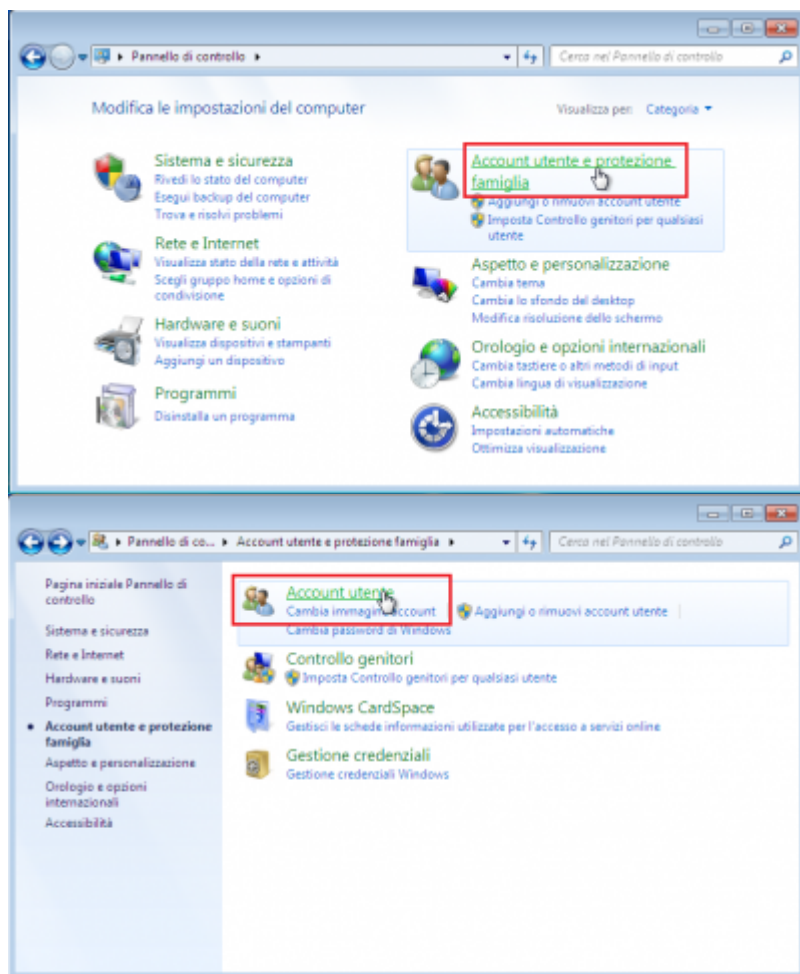 Pannello di controllo
Cerca nel Pannello di controllo
Modifica le impostazioni del computer
Visualizza per: Categoria
Sistema e sicurezza
Rivedi lo stato del computer
Esegui backup del computer
Trova e risolvi problemi
Rete e Internet
Visualizza stato della rete e attività
Scegli gruppo home e opzioni di
condivisione
Hardware e suoni
Visualizza dispositivi e stampanti
Aggiungi un dispositivo
Programmi
Disinstalla un programma
Account utente e protezione
famiglia
Aggiungi o rimuovi account utente
Imposta Controllo genitori per qualsiasi
utente
Aspetto e personalizzazione
Cambia tema
Cambia lo sfondo del desktop
Modifica risoluzione dello schermo
Orologio e opzioni internazionali
Cambia tastiere o altri metodi di input
Cambia lingua di visualizzazione
Accessibilità
Impostazioni automatiche
Ottimizza visualizzazione
Pannello di co... Account utente e protezione famiglia
Cerca nel Pannello di controllo
Pagina iniziale Pannello di
controllo
Sistema e sicurezza
Rete e Internet
Hardware e suoni
Programmi
Account utente e protezione
famiglia
Aspetto e personalizzazione
Orologio e opzioni
internazionali
Accessibilità
Account utente
Cambia immagine account Aggiungi o rimuovi account utente
Cambia password di Windows
Controllo genitori
Imposta Controllo genitori per qualsiasi utente
Windows CardSpace
Gestisci le schede informazioni utilizzate per l'accesso a servizi online
Gestione credenziali
Gestione credenziali Windows